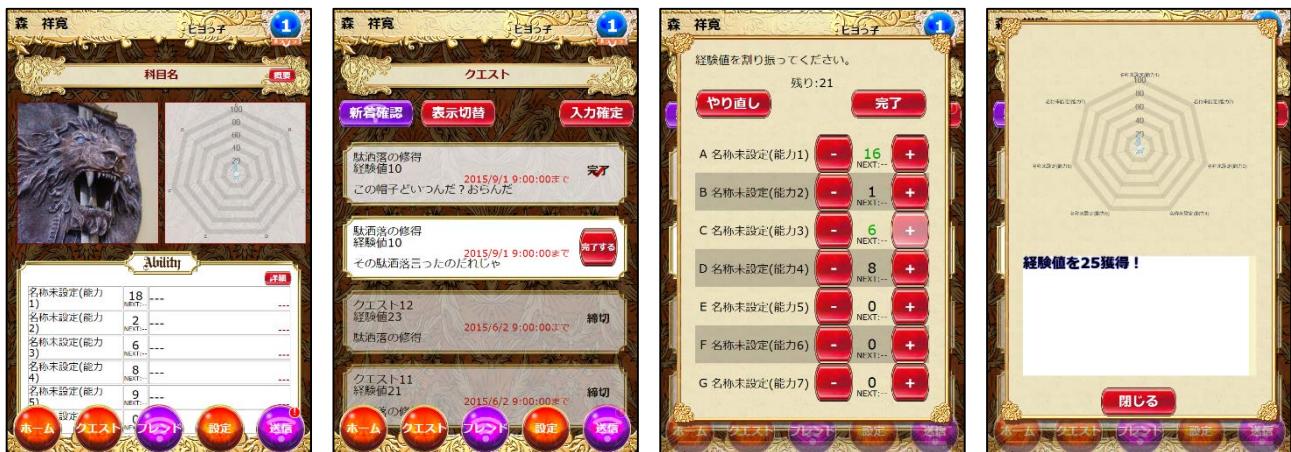 森 祥寛
ヒヨっ子
1
科目名
概要
100
80
60
40
20
Ability
詳細
名称未設定(能力1)
18
NEXT:--
---
---
名称未設定(能力2)
2
NEXT:--
---
---
名称未設定(能力3)
6
NEXT:--
---
---
名称未設定(能力4)
8
NEXT:--
---
---
名称未設定(能力5)
9
NEXT:--
---
---
ホーム
クエスト
フレンド
設定
送信
森 祥寛
ヒヨっ子
1
クエスト
新着確認
表示切替
入力確定
駄洒落の修得
経験値10
2015/9/1 9:00:00まで
完了
この帽子どいつんだ？おらんだ
駄洒落の修得
経験値10
2015/9/1 9:00:00まで
完了する
その駄洒落言ったのだれじゃ
クエスト12
経験値23
2015/6/2 9:00:00まで
締切
駄洒落の修得
クエスト11
経験値21
2015/6/2 9:00:00まで
締切
ホーム
クエスト
フレンド
設定
送信
森 祥寛
ヒヨっ子
1
経験値を割り振ってください。
残り:21
やり直し
完了
A 名称未設定(能力1)
-
16
NEXT:--
+
B 名称未設定(能力2)
-
1
NEXT:--
+
C 名称未設定(能力3)
-
6
NEXT:--
+
D 名称未設定(能力4)
-
8
NEXT:--
+
E 名称未設定(能力5)
-
0
NEXT:--
+
F 名称未設定(能力6)
-
0
NEXT:--
+
G 名称未設定(能力7)
-
0
NEXT:--
+
ホーム
クエスト
フレンド
設定
送信
100
80
60
40
20
経験値を25獲得！
閉じる
ホーム
クエスト
フレンド
設定
送信